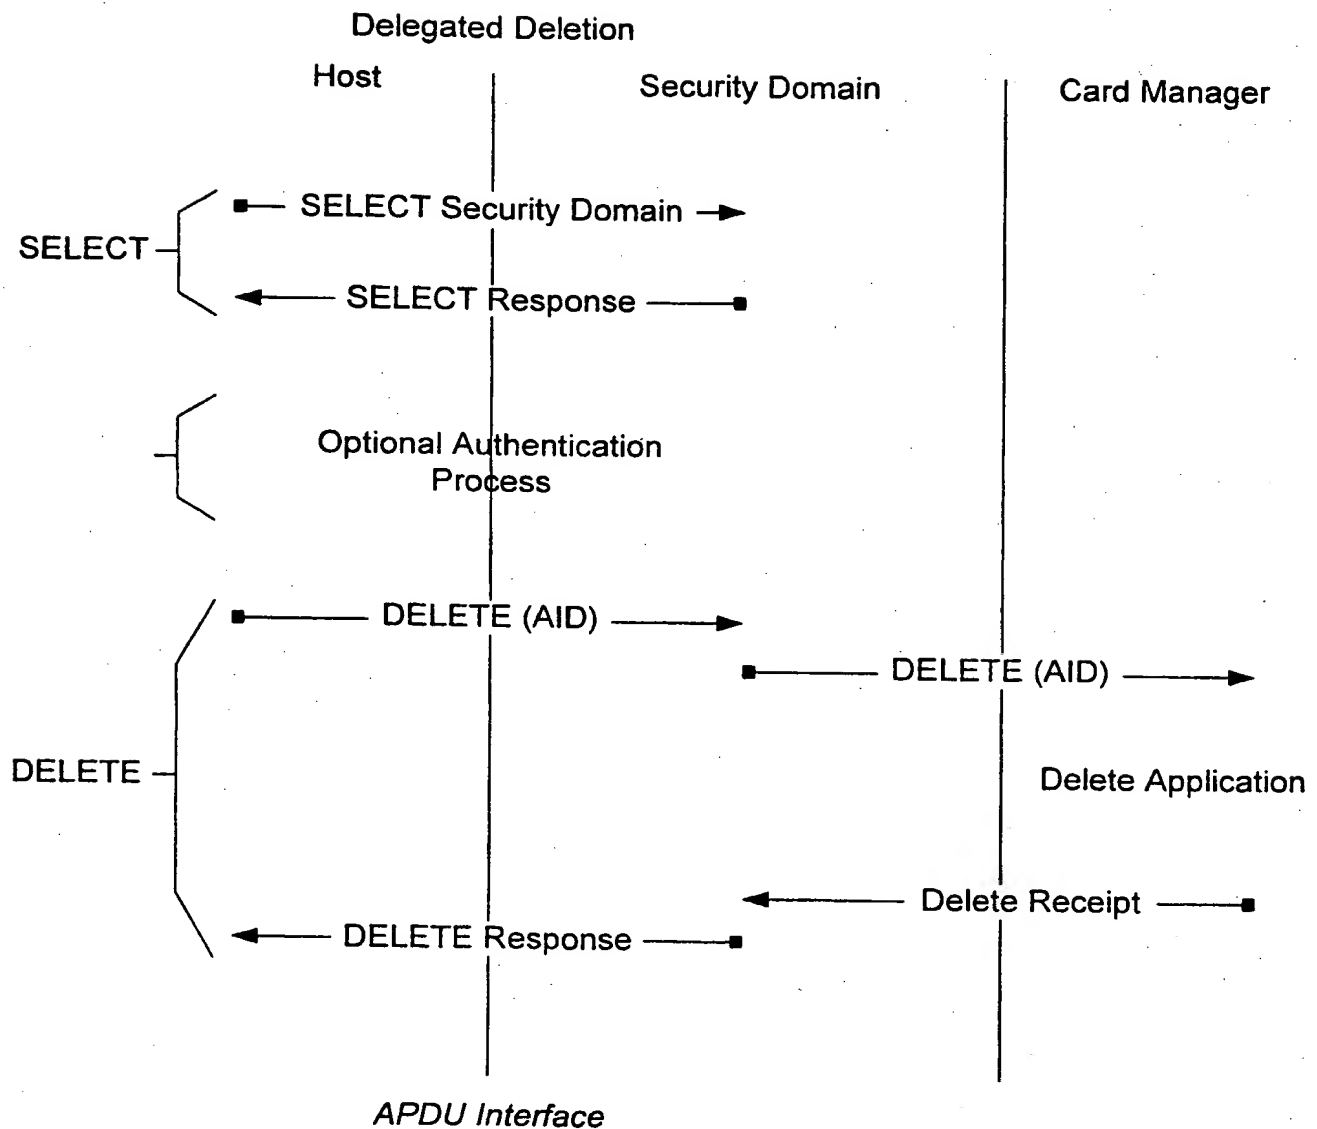 Delegated Deletion
Host
Security Domain
Card Manager
SELECT Security Domain
SELECT
SELECT Response
Optional Authentication
Process
DELETE (AID)
DELETE (AID)
DELETE
Delete Application
Delete Receipt
DELETE Response
APDU Interface